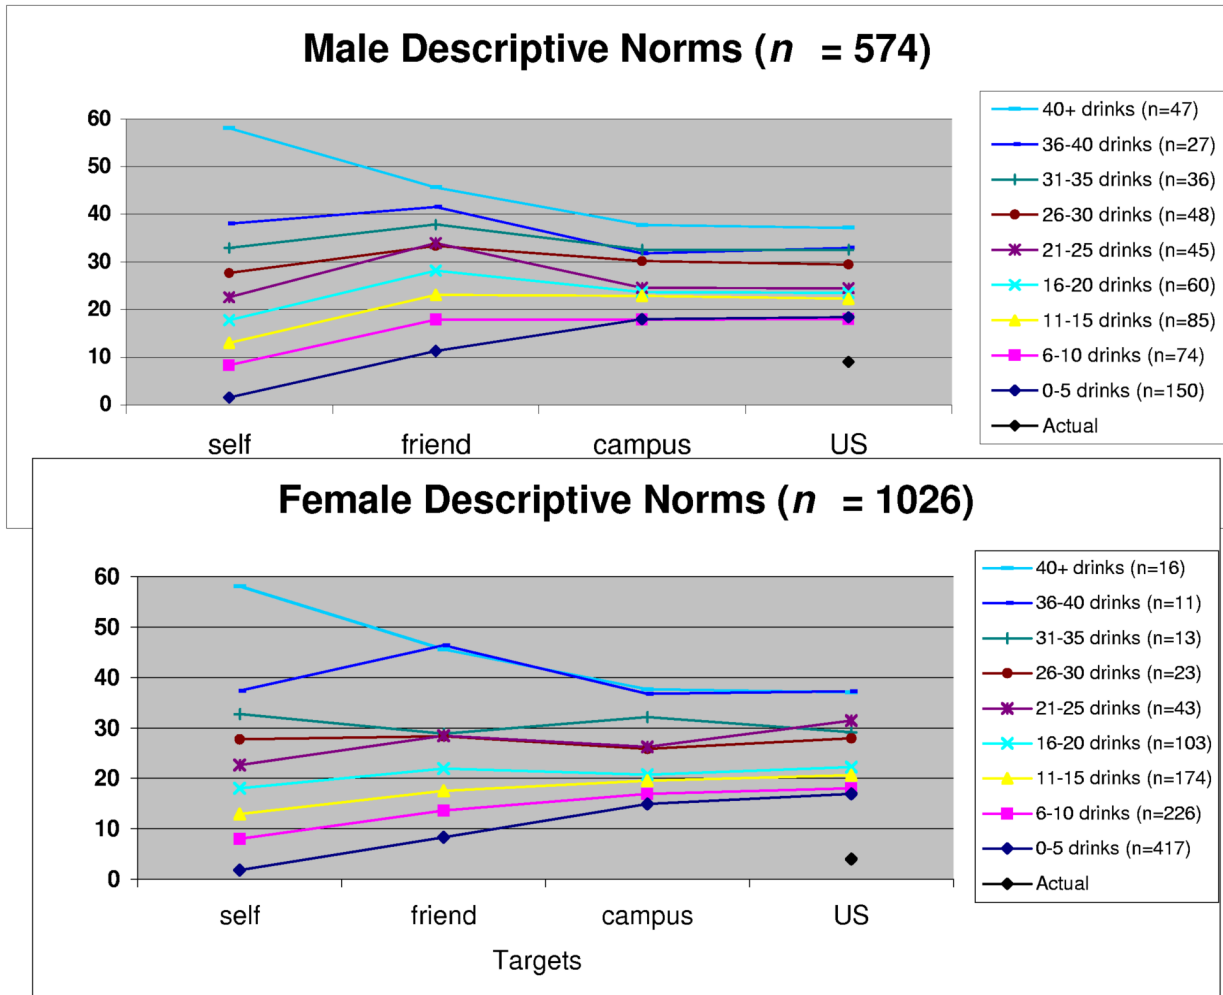 Male Descriptive Norms (n = 574)
60
50
40
30
20
10
0
self friend campus US
40+ drinks (n=47)
36-40 drinks (n=27)
31-35 drinks (n=36)
26-30 drinks (n=48)
21-25 drinks (n=45)
16-20 drinks (n=60)
11-15 drinks (n=85)
6-10 drinks (n=74)
0-5 drinks (n=150)
Actual
Female Descriptive Norms (n = 1026)
60
50
40
30
20
10
0
self friend campus US
Targets
40+ drinks (n=16)
36-40 drinks (n=11)
31-35 drinks (n=13)
26-30 drinks (n=23)
21-25 drinks (n=43)
16-20 drinks (n=103)
11-15 drinks (n=174)
6-10 drinks (n=226)
0-5 drinks (n=417)
Actual